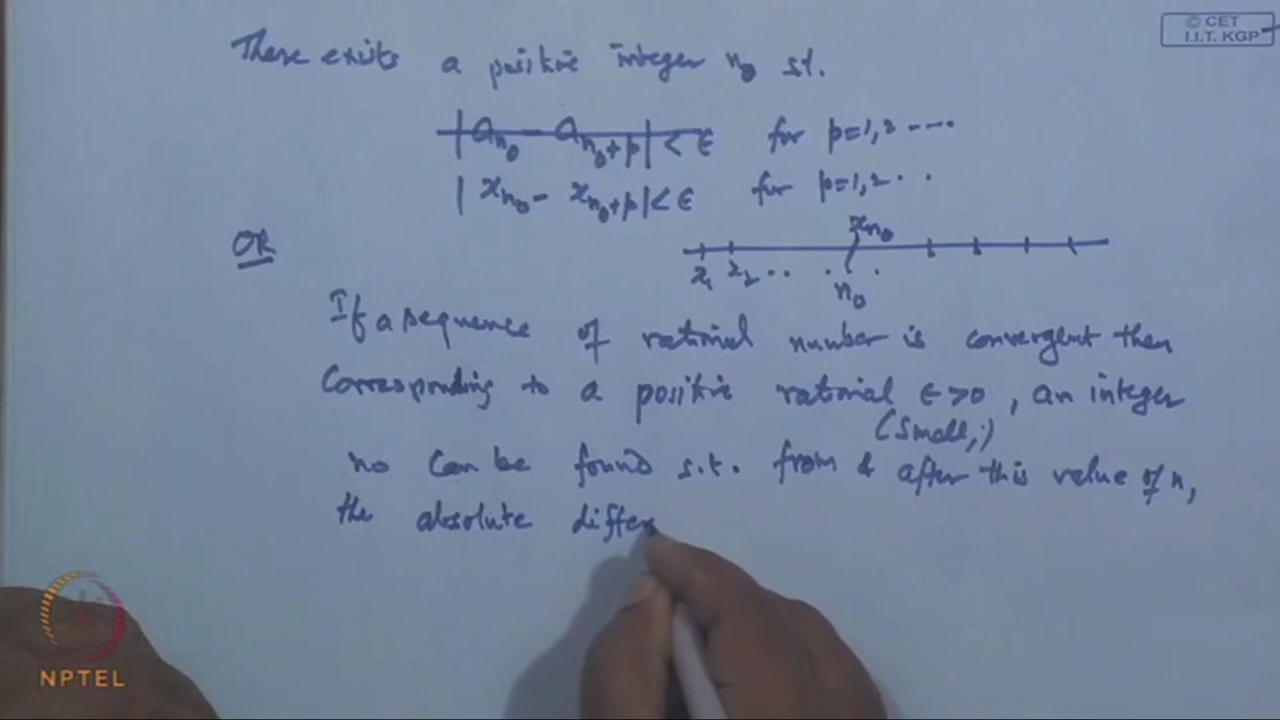 © CET
I.I.T. KGP
There exists a positive integer n₀ s.t.
|aₙ₀ - aₙ₀₊ₚ| < ε for p=1,2 ----
|xₙ₀ - xₙ₀₊ₚ| < ε for p=1,2 . .
OR
xₙ₀
x₁ x₂ .. . n₀ .
If a sequence of rational number is convergent then
Corresponding to a positive rational ε>0, an integer
(Small,)
n₀ can be found s.t. from & after this value of n,
the absolute differ
NPTEL